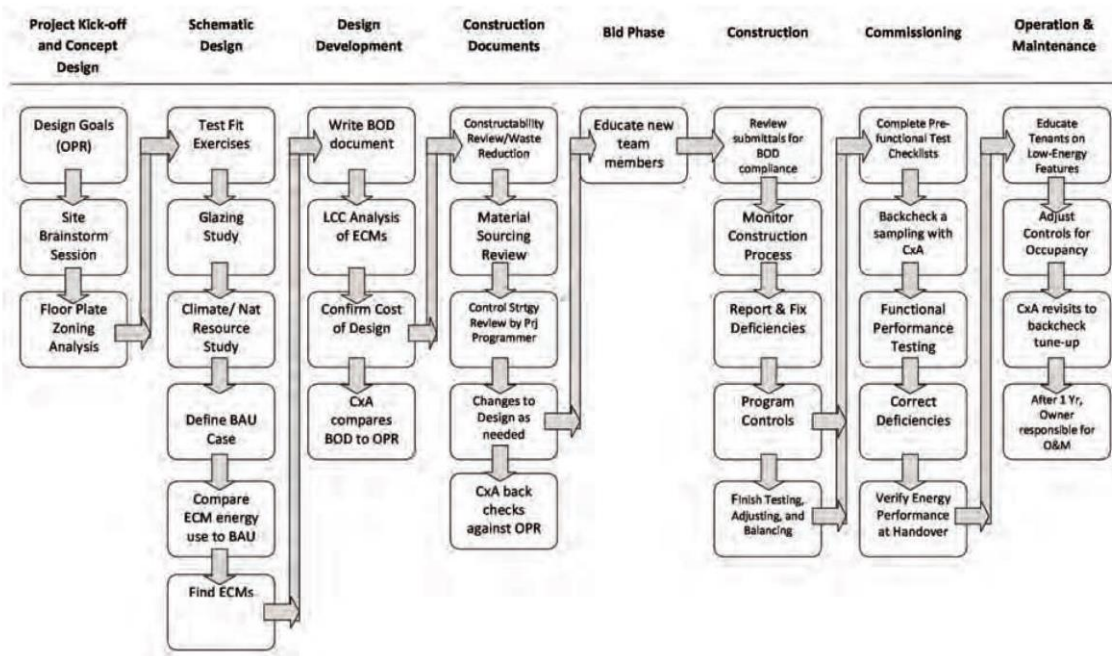 Project Kick-off
and Concept
Design
Schematic
Design
Design
Development
Construction
Documents
Bid Phase
Construction
Commissioning
Operation &
Maintenance
Design Goals
(OPR)
Site
Brainstorm
Session
Floor Plate
Zoning
Analysis
Test Fit
Exercises
Glazing
Study
Climate/ Nat
Resource
Study
Define BAU
Case
Compare
ECM energy
use to BAU
Find ECMs
Write BOD
document
LCC Analysis
of ECMs
Confirm Cost
of Design
CxA
compares
BOD to OPR
Constructability
Review/Waste
Reduction
Material
Sourcing
Review
Control Strtgy
Review by Prj
Programmer
Changes to
Design as
needed
CxA back
checks
against OPR
Educate new
team
members
Review
submittals for
BOD
compliance
Monitor
Construction
Process
Report & Fix
Deficiencies
Program
Controls
Finish Testing,
Adjusting, and
Balancing
Complete Pre-
functional Test
Checklists
Backcheck a
sampling with
CxA
Functional
Performance
Testing
Correct
Deficiencies
Verify Energy
Performance
at Handover
Educate
Tenants on
Low-Energy
Features
Adjust
Controls for
Occupancy
CxA revisits to
backcheck
tune-up
After 1 Yr,
Owner
responsible for
O&M